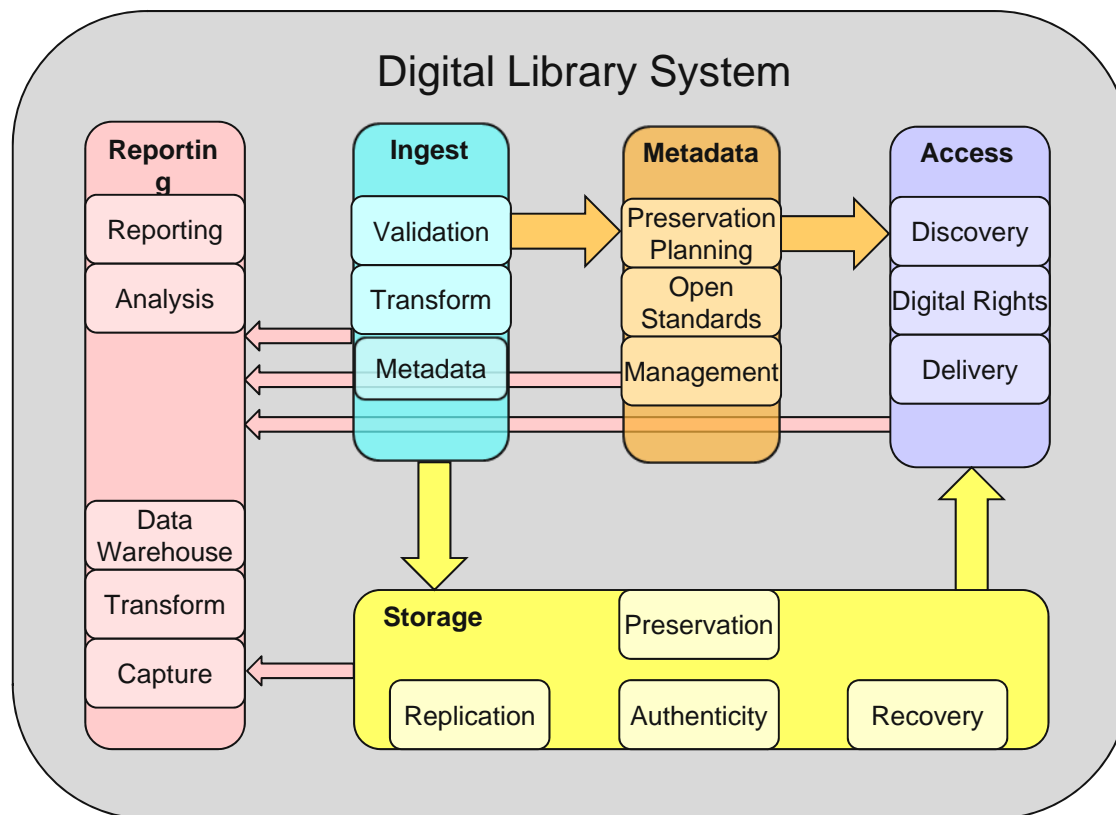 Digital Library System
Reportin
g
Reporting
Analysis
Data
Warehouse
Transform
Capture
Ingest
Validation
Transform
Metadata
Metadata
Preservation
Planning
Open
Standards
Management
Access
Discovery
Digital Rights
Delivery
Storage
Preservation
Replication
Authenticity
Recovery